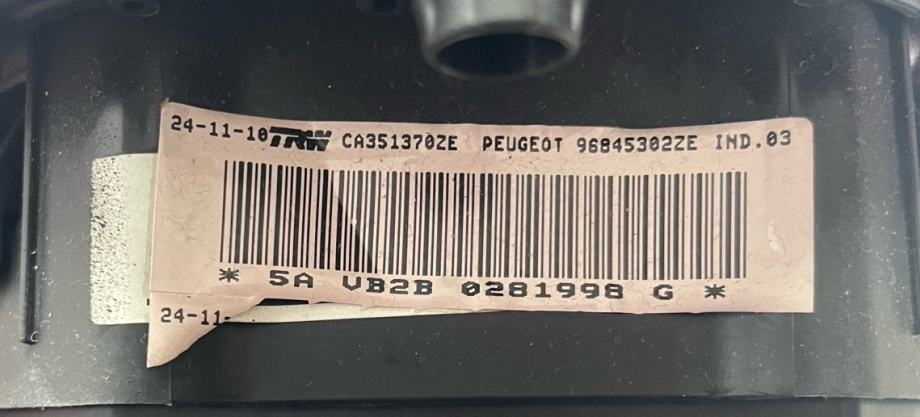 24-11-10 TRW CA351370ZE PEUGEOT 96845302ZE IND.03
* 5A VB2B 0281998 G *
24-11-